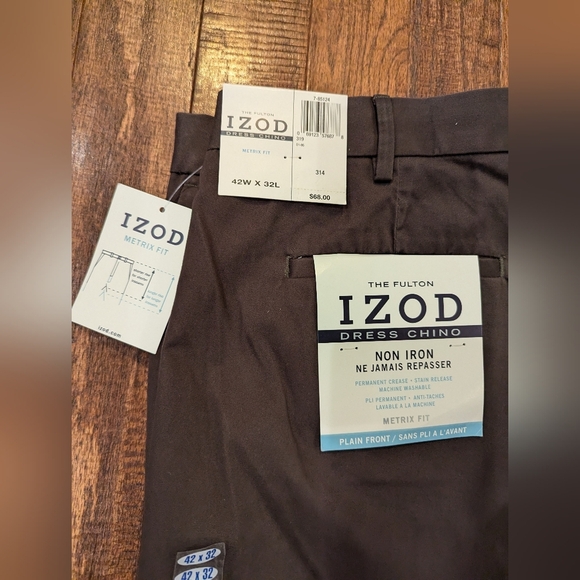 THE FULTON
IZOD
DRESS CHINO
METRIX FIT
42W X 32L
314
$68.00
IZOD
METRIX FIT
izod.com
THE FULTON
IZOD
DRESS CHINO
NON IRON
NE JAMAIS REPASSER
PERMANENT CREASE • STAIN RELEASE
MACHINE WASHABLE
PLI PERMANENT • ANTI-TACHES
LAVABLE A LA MACHINE
METRIX FIT
PLAIN FRONT / SANS PLI À L'AVANT
42 X 32
42 X 32